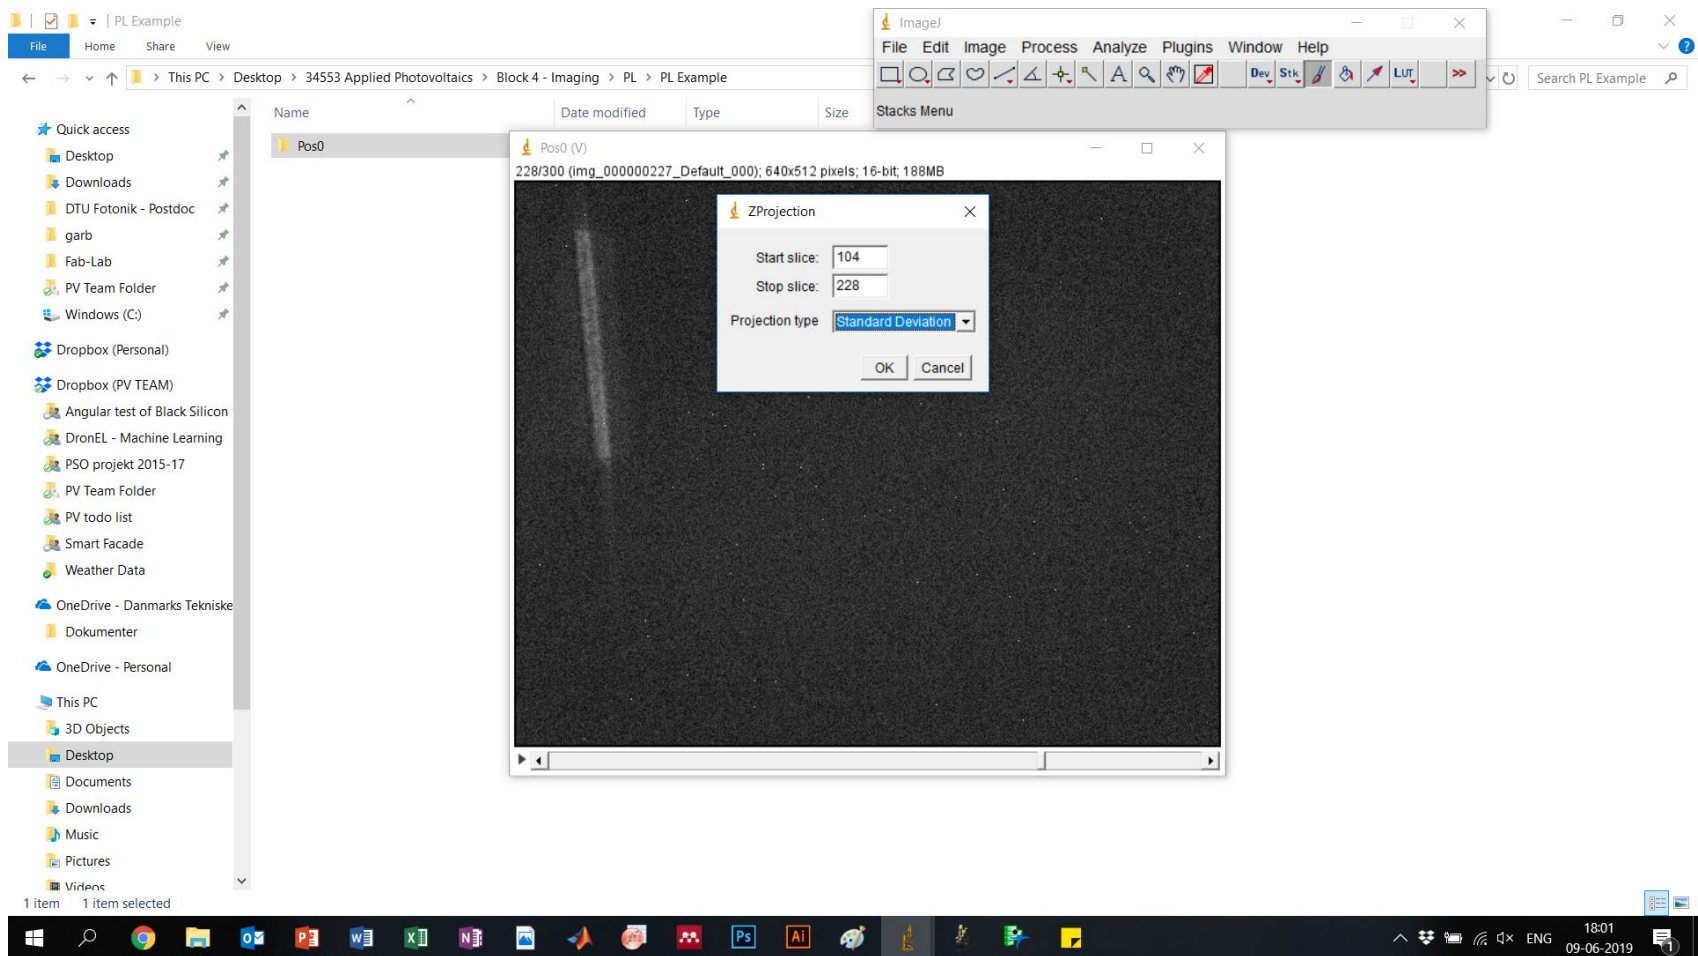 PL Example
File Home Share View
This PC > Desktop > 34553 Applied Photovoltaics > Block 4 - Imaging > PL > PL Example
Search PL Example
Name Date modified Type Size
Quick access
Desktop
Downloads
DTU Fotonik - Postdoc
garb
Fab-Lab
PV Team Folder
Windows (C:)
Dropbox (Personal)
Dropbox (PV TEAM)
Angular test of Black Silicon
DronEL - Machine Learning
PSO projekt 2015-17
PV Team Folder
PV todo list
Smart Facade
Weather Data
OneDrive - Danmarks Tekniske
Dokumenter
OneDrive - Personal
This PC
3D Objects
Desktop
Documents
Downloads
Music
Pictures
Videos
Pos0
1 item 1 item selected
ImageJ
File Edit Image Process Analyze Plugins Window Help
A Dev Stk LUT >>
Stacks Menu
Pos0 (V)
228/300 (img_000000227_Default_000); 640x512 pixels; 16-bit; 188MB
ZProjection
Start slice: 104
Stop slice: 228
Projection type Standard Deviation
OK Cancel
Ps Ai
ENG
18:01
09-06-2019
1